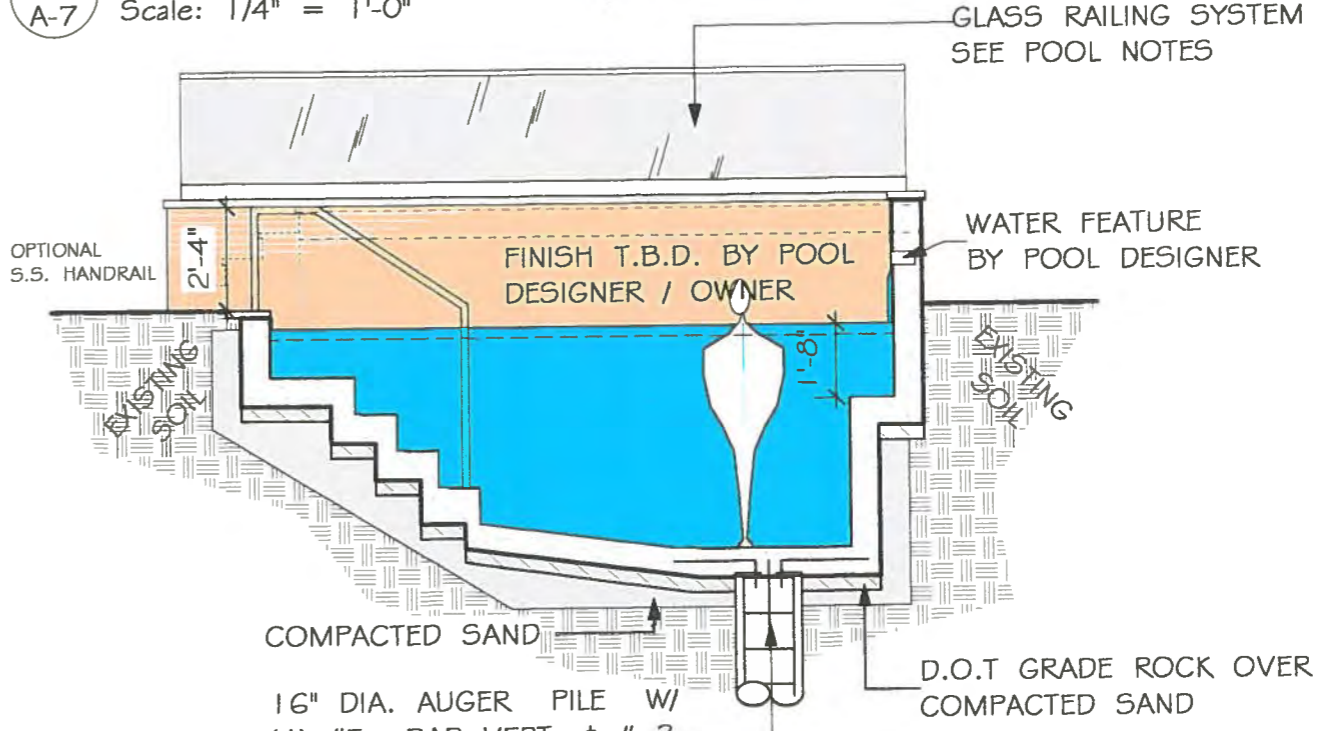 A-7 Scale: 1/4" = 1'-0"
GLASS RAILING SYSTEM
SEE POOL NOTES
OPTIONAL
S.S. HANDRAIL
2'-4"
FINISH T.B.D. BY POOL
DESIGNER / OWNER
WATER FEATURE
BY POOL DESIGNER
1'-8"
EXISTING
SOIL
EXISTING
SOIL
COMPACTED SAND
D.O.T GRADE ROCK OVER
COMPACTED SAND
16" DIA. AUGER PILE W/
BAR VERT.